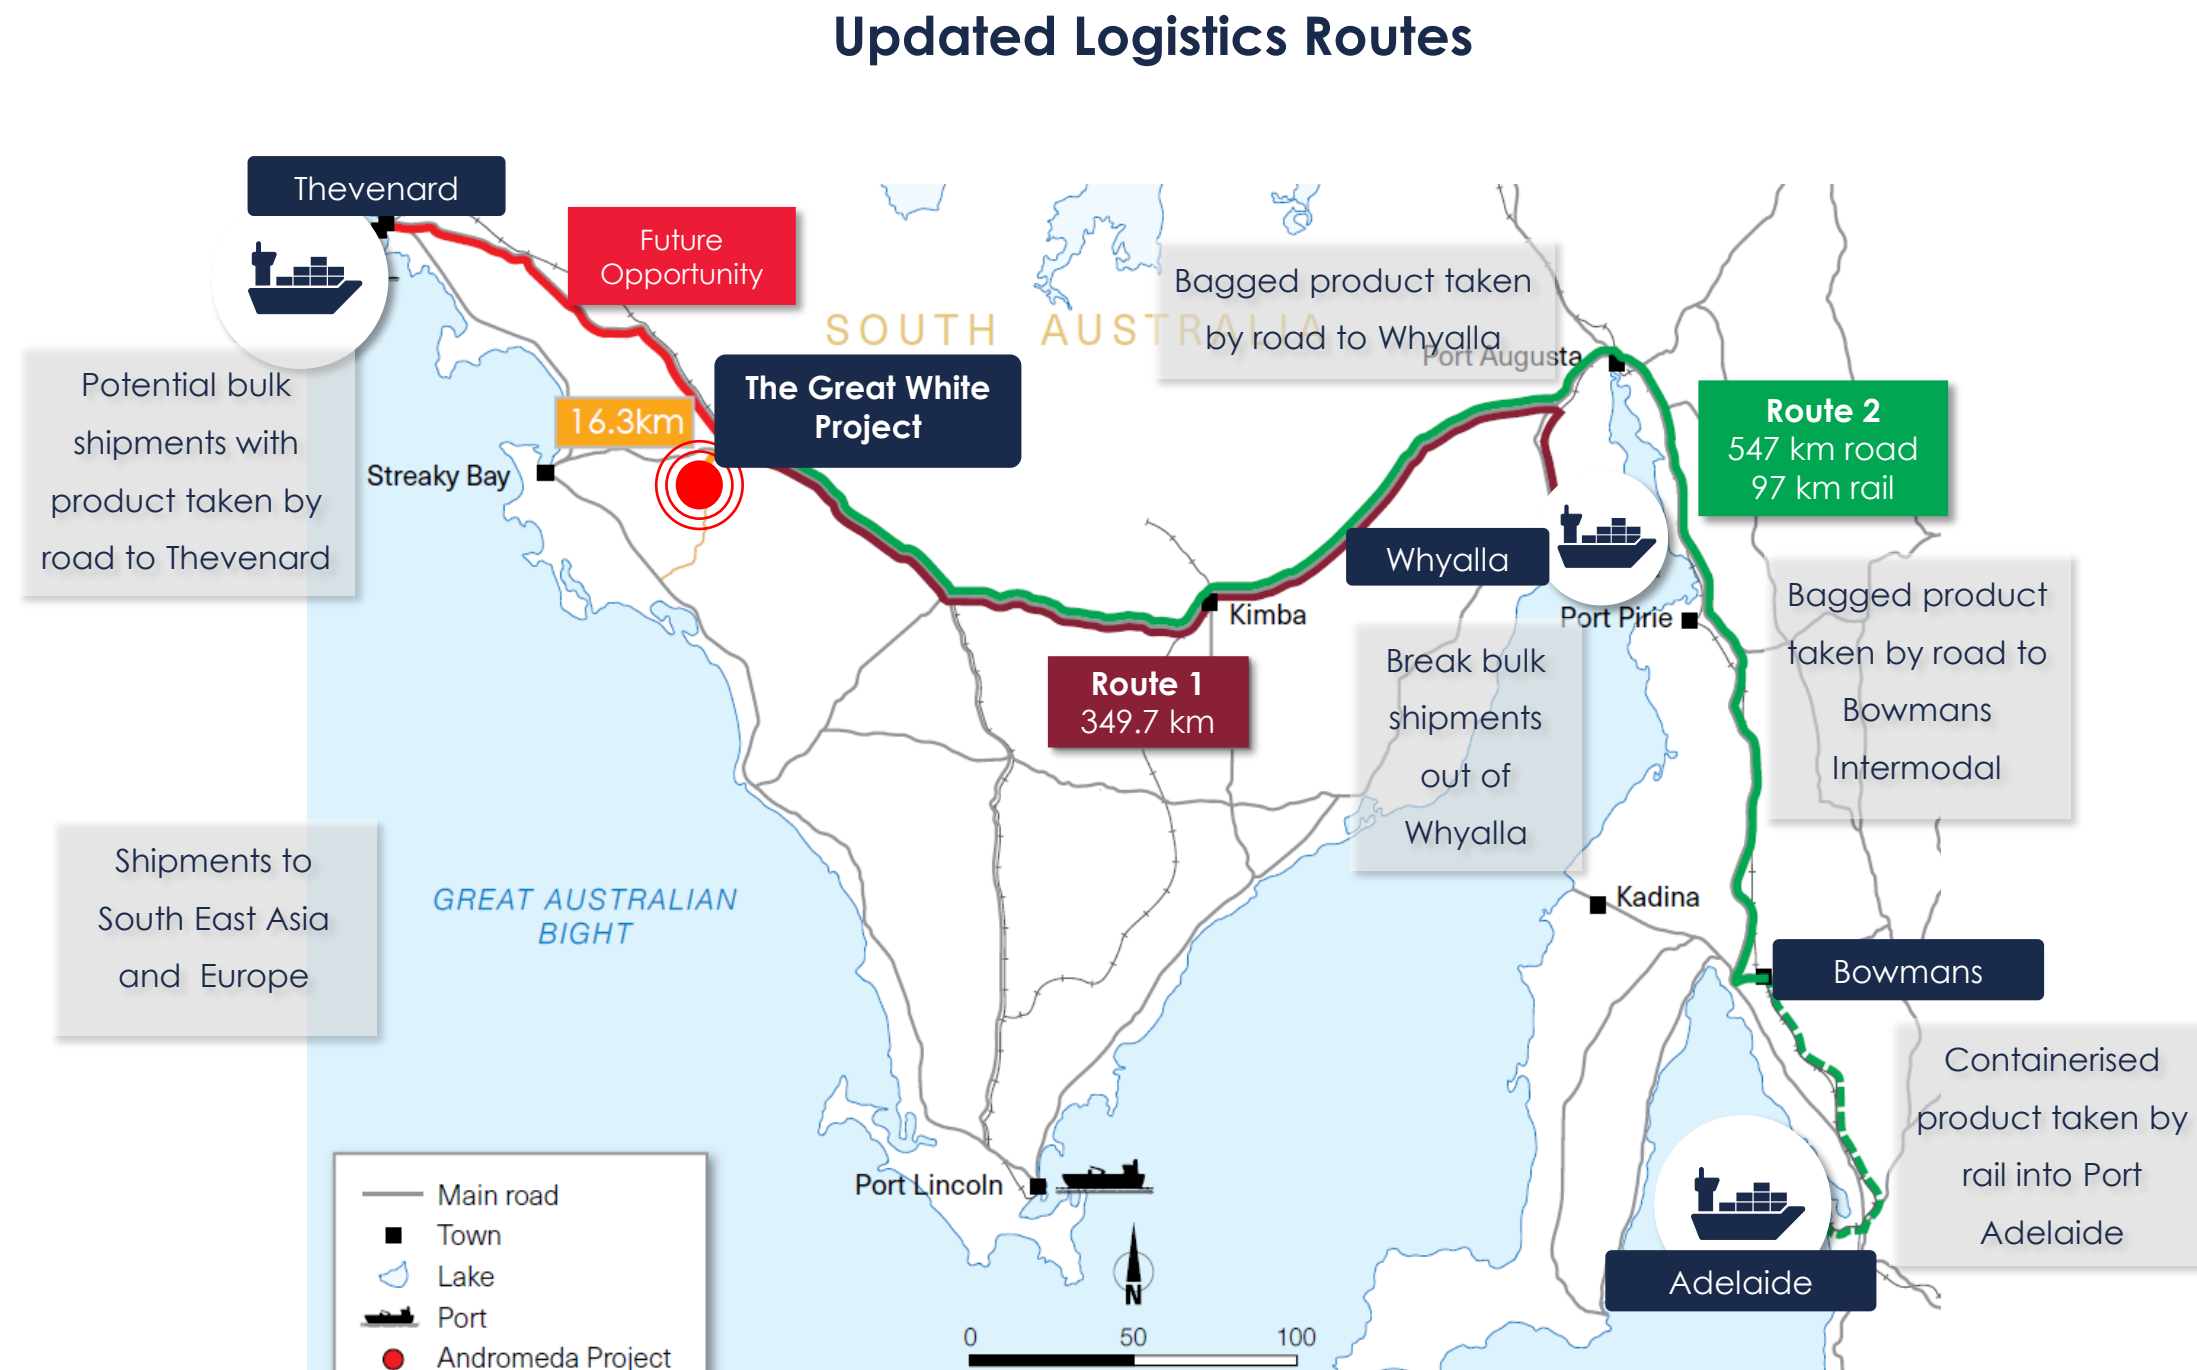 Updated Logistics Routes
Thevenard
Future
Opportunity
SOUTH AUSTRALIA
Bagged product taken
by road to Whyalla
Port Augusta
Potential bulk
shipments with
product taken by
road to Thevenard
The Great White
Project
16.3km
Streaky Bay
Route 2
547 km road
97 km rail
Whyalla
Kimba
Port Pirie
Bagged product
taken by road to
Bowmans
Intermodal
Route 1
349.7 km
Break bulk
shipments
out of
Whyalla
Shipments to
South East Asia
and Europe
GREAT AUSTRALIAN
BIGHT
Kadina
Bowmans
Containerised
product taken by
rail into Port
Adelaide
Port Lincoln
Adelaide
Main road
Town
Lake
Port
Andromeda Project
N
0 50 100